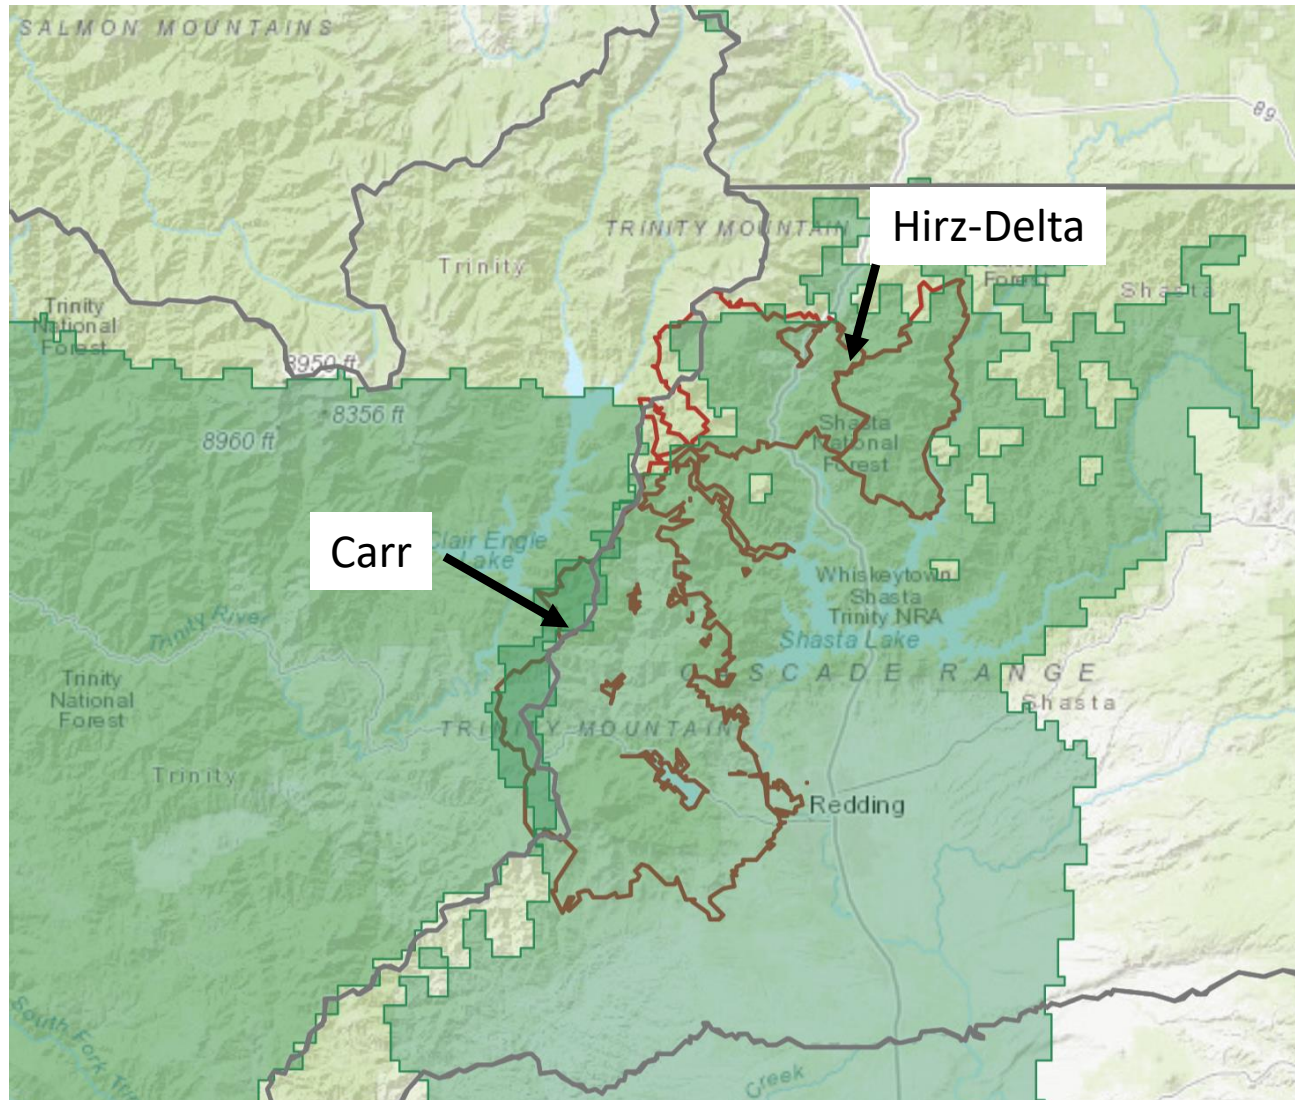 SALMON MOUNTAINS
89
Hirz-Delta
TRINITY MOUNTAIN
Trinity
Forest
Shasta
Trinity
National
Forest
8950 ft
8356 ft
8960 ft
Shasta
National
Forest
Carr
Clair Engle
Lake
Whiskeytown
Shasta
Trinity NRA
Trinity River
Shasta Lake
CASCADE RANGE
Trinity
National
Forest
Shasta
TRINITY MOUNTAIN
Trinity
Redding
South Fork
Creek